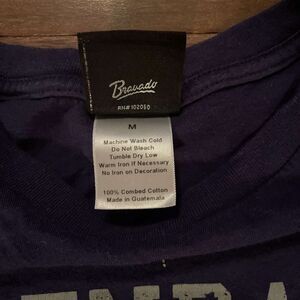 Bravado
RN# 102060
M
Machine Wash Cold
Do Not Bleach
Tumble Dry Low
Warm Iron If Necessary
No Iron on Decoration
100% Combed Cotton
Made in Guatemala